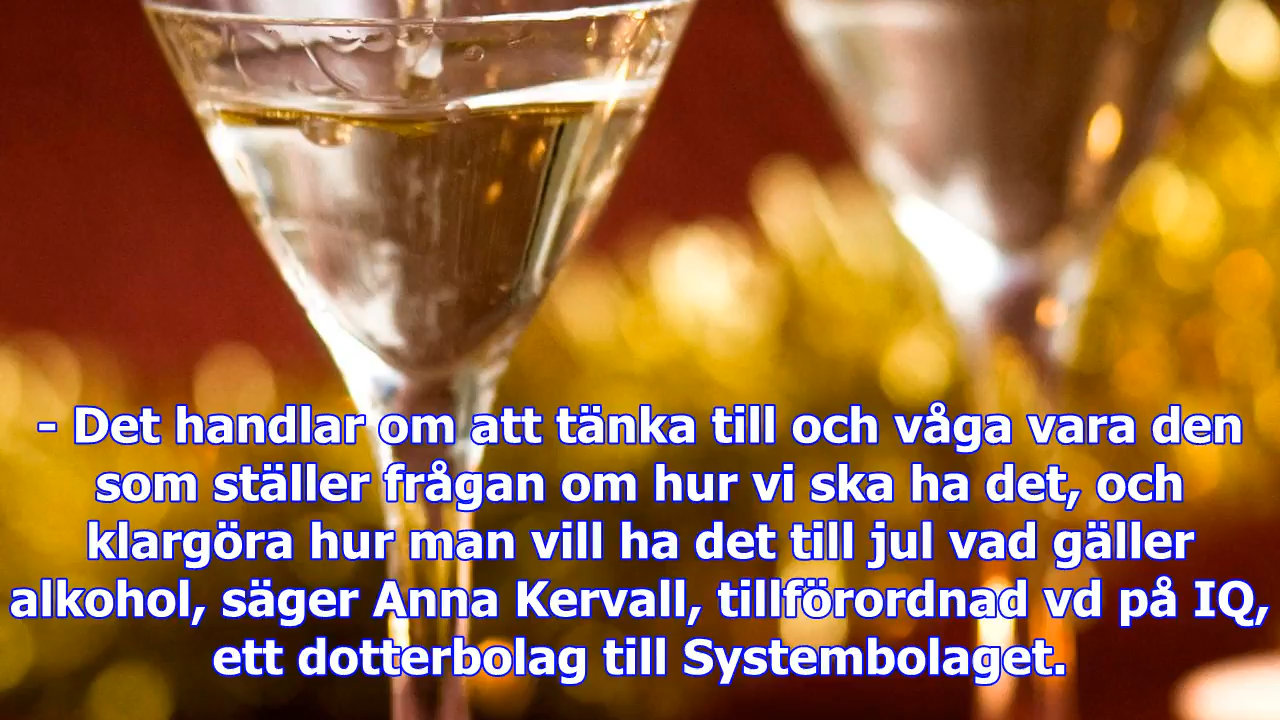 - Det handlar om att tänka till och våga vara den
som ställer frågan om hur vi ska ha det, och
klargöra hur man vill ha det till jul vad gäller
alkohol, säger Anna Kervall, tillförordnad vd på IQ,
ett dotterbolag till Systembolaget.